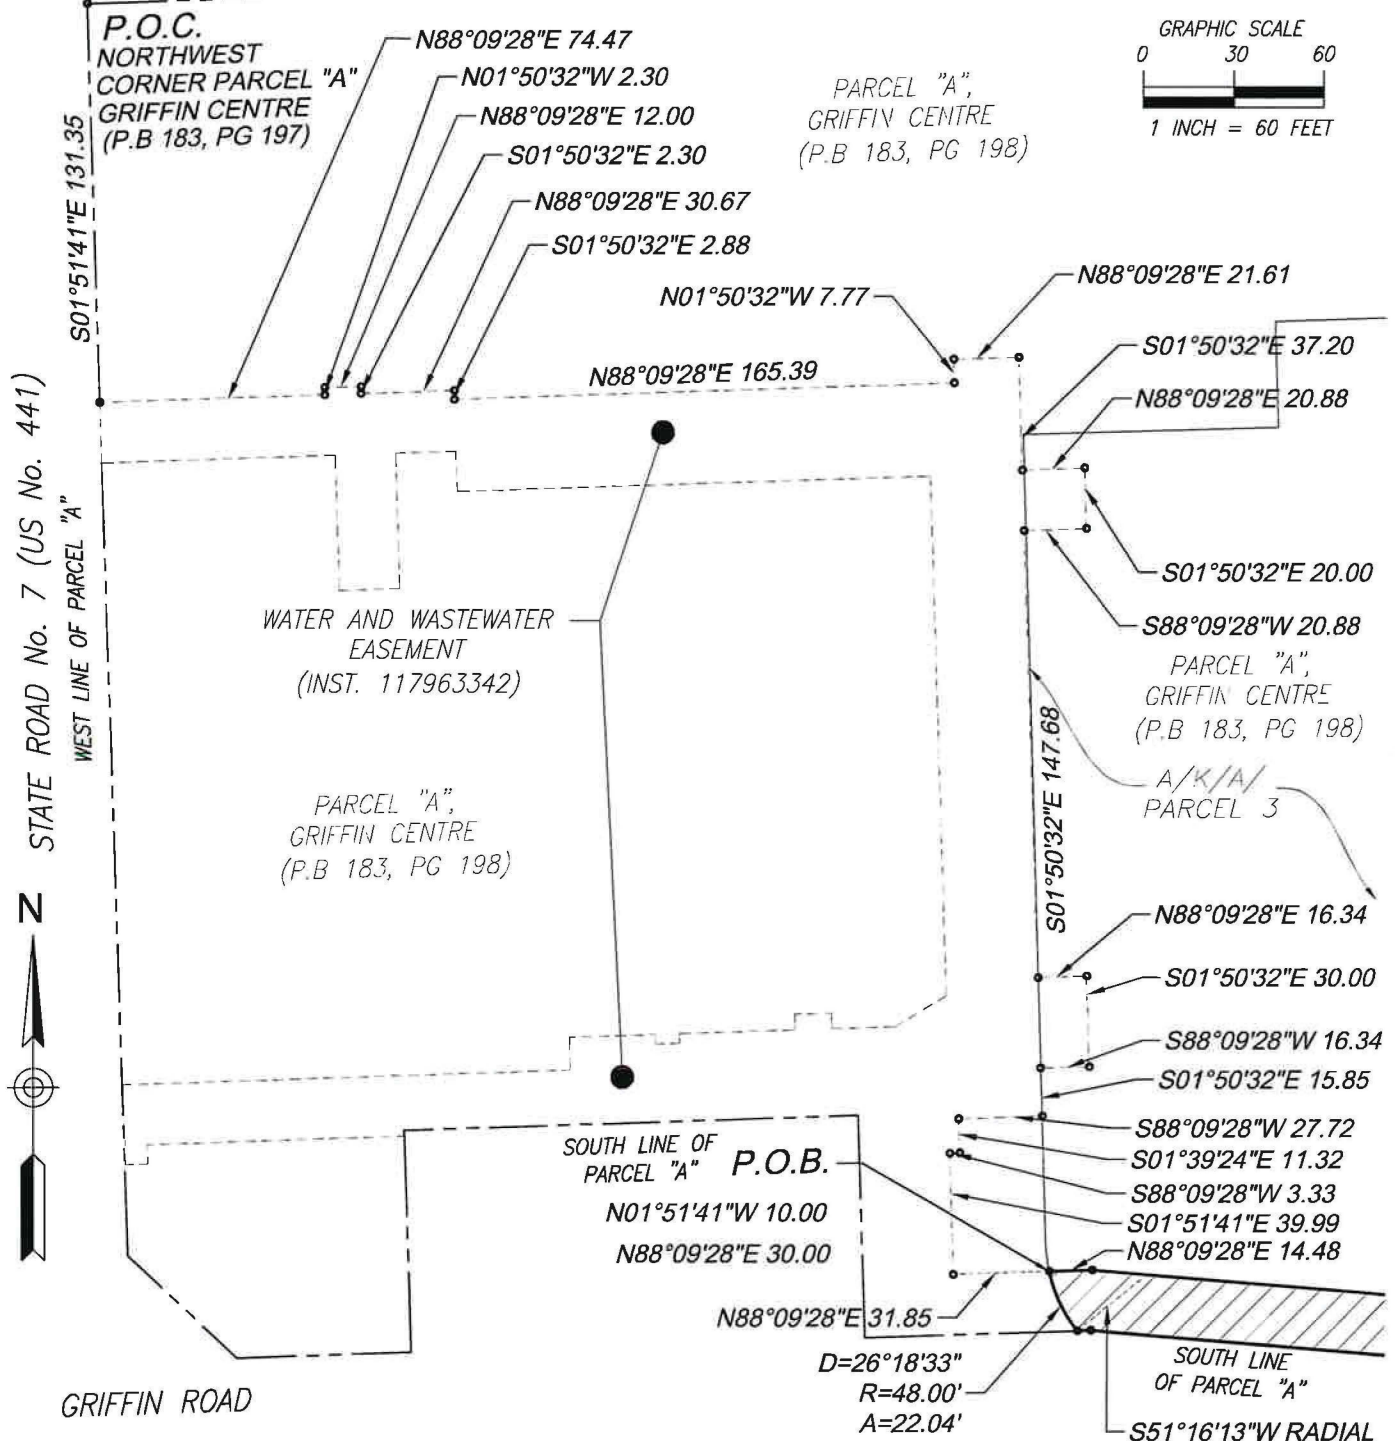 P.O.C.
NORTHWEST
CORNER PARCEL "A"
GRIFFIN CENTRE
(P.B 183, PG 197)
S01°51'41"E 131.35
N88°09'28"E 74.47
N01°50'32"W 2.30
N88°09'28"E 12.00
S01°50'32"E 2.30
N88°09'28"E 30.67
S01°50'32"E 2.88
PARCEL "A",
GRIFFIN CENTRE
(P.B 183, PG 198)
GRAPHIC SCALE
0 30 60
1 INCH = 60 FEET
N01°50'32"W 7.77
N88°09'28"E 21.61
N88°09'28"E 165.39
S01°50'32"E 37.20
N88°09'28"E 20.88
S01°50'32"E 20.00
S88°09'28"W 20.88
STATE ROAD No. 7 (US No. 441)
WEST LINE OF PARCEL "A"
WATER AND WASTEWATER
EASEMENT
(INST. 117963342)
PARCEL "A",
GRIFFIN CENTRE
(P.B 183, PG 198)
S01°50'32"E 147.68
A/K/A/
PARCEL 3
PARCEL "A",
GRIFFIN CENTRE
(P.B 183, PG 198)
N
N88°09'28"E 16.34
S01°50'32"E 30.00
S88°09'28"W 16.34
S01°50'32"E 15.85
S88°09'28"W 27.72
S01°39'24"E 11.32
S88°09'28"W 3.33
S01°51'41"E 39.99
N88°09'28"E 14.48
SOUTH LINE OF
PARCEL "A"
P.O.B.
N01°51'41"W 10.00
N88°09'28"E 30.00
N88°09'28"E 31.85
D=26°18'33"
R=48.00'
A=22.04'
SOUTH LINE
OF PARCEL "A"
S51°16'13"W RADIAL
GRIFFIN ROAD